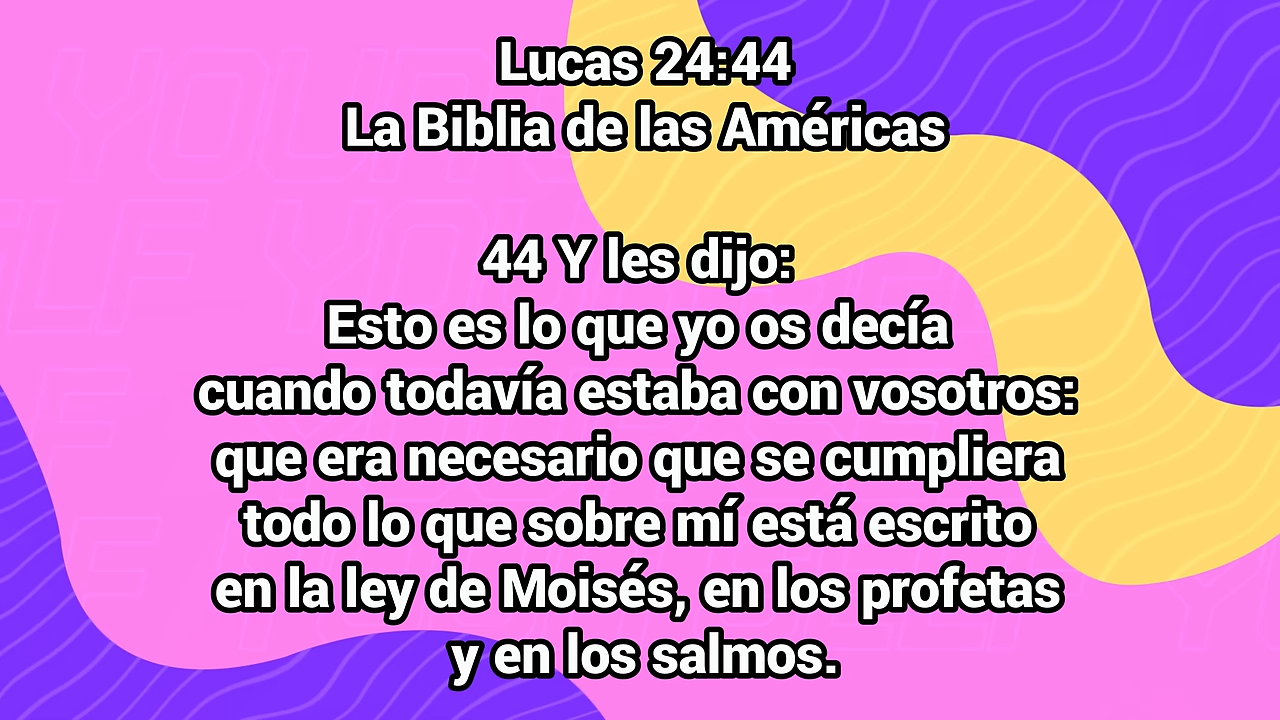 Lucas 24:44
La Biblia de las Américas
44 Y les dijo:
Esto es lo que yo os decía
cuando todavía estaba con vosotros:
que era necesario que se cumpliera
todo lo que sobre mí está escrito
en la ley de Moisés, en los profetas
y en los salmos.